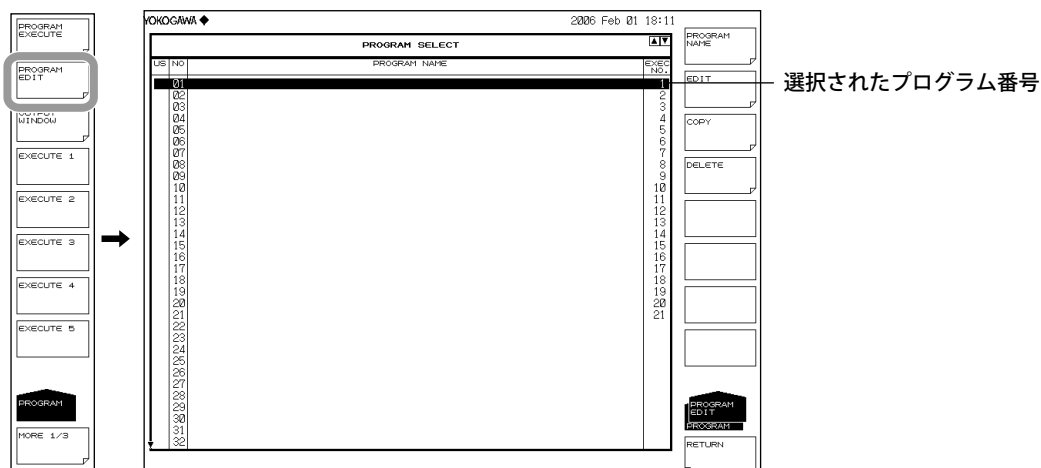 PROGRAM
EXECUTE
PROGRAM
EDIT
OUTPUT
WINDOW
EXECUTE 1
EXECUTE 2
EXECUTE 3
EXECUTE 4
EXECUTE 5
PROGRAM
MORE 1/3
YOKOGAWA◆ 2006 Feb 01 18:11
PROGRAM SELECT
US NO PROGRAM NAME EXEC NO.
01 1
02 2
03 3
04 4
05 5
06 6
07 7
08 8
09 9
10 10
11 11
12 12
13 13
14 14
15 15
16 16
17 17
18 18
19 19
20 20
21 21
22
23
24
25
26
27
28
29
30
31
32
PROGRAM
NAME
EDIT
COPY
DELETE
PROGRAM
EDIT
PROGRAM
RETURN
選択されたプログラム番号